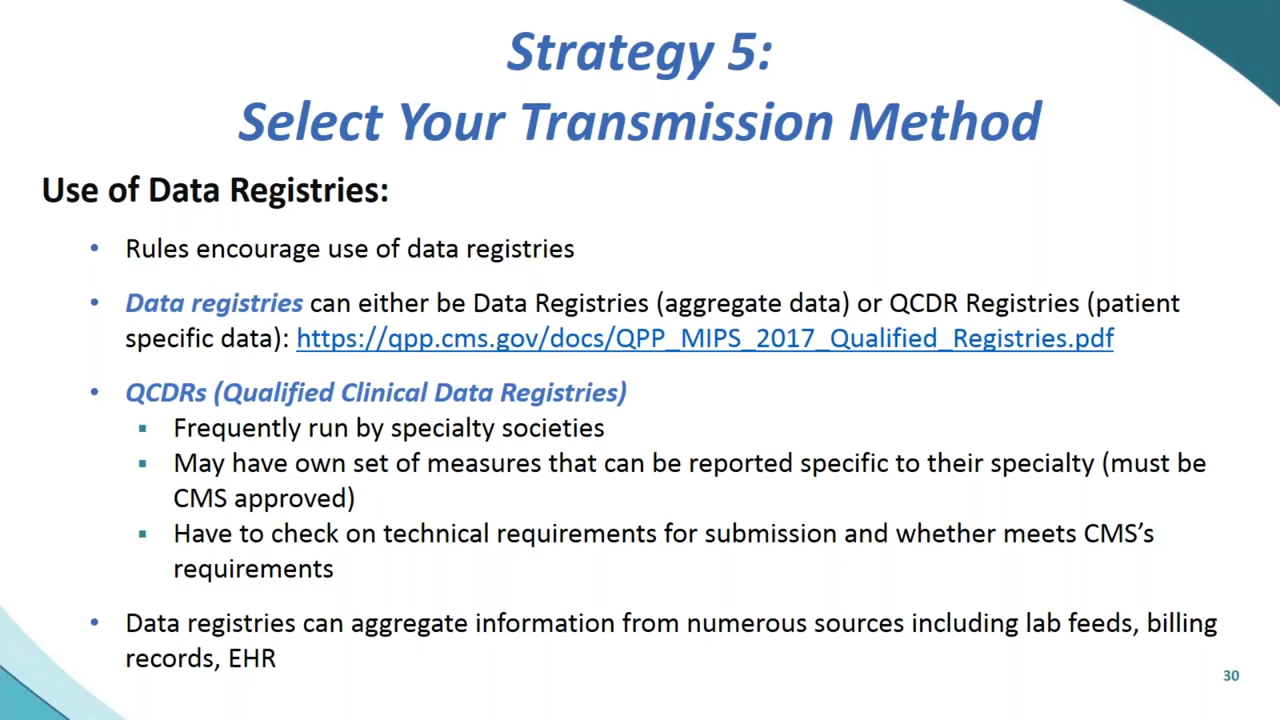 Strategy 5:
Select Your Transmission Method
Use of Data Registries:
• Rules encourage use of data registries
• Data registries can either be Data Registries (aggregate data) or QCDR Registries (patient
specific data): https://qpp.cms.gov/docs/QPP_MIPS_2017_Qualified_Registries.pdf
• QCDRs (Qualified Clinical Data Registries)
▪ Frequently run by specialty societies
▪ May have own set of measures that can be reported specific to their specialty (must be
CMS approved)
▪ Have to check on technical requirements for submission and whether meets CMS’s
requirements
• Data registries can aggregate information from numerous sources including lab feeds, billing
records, EHR
30